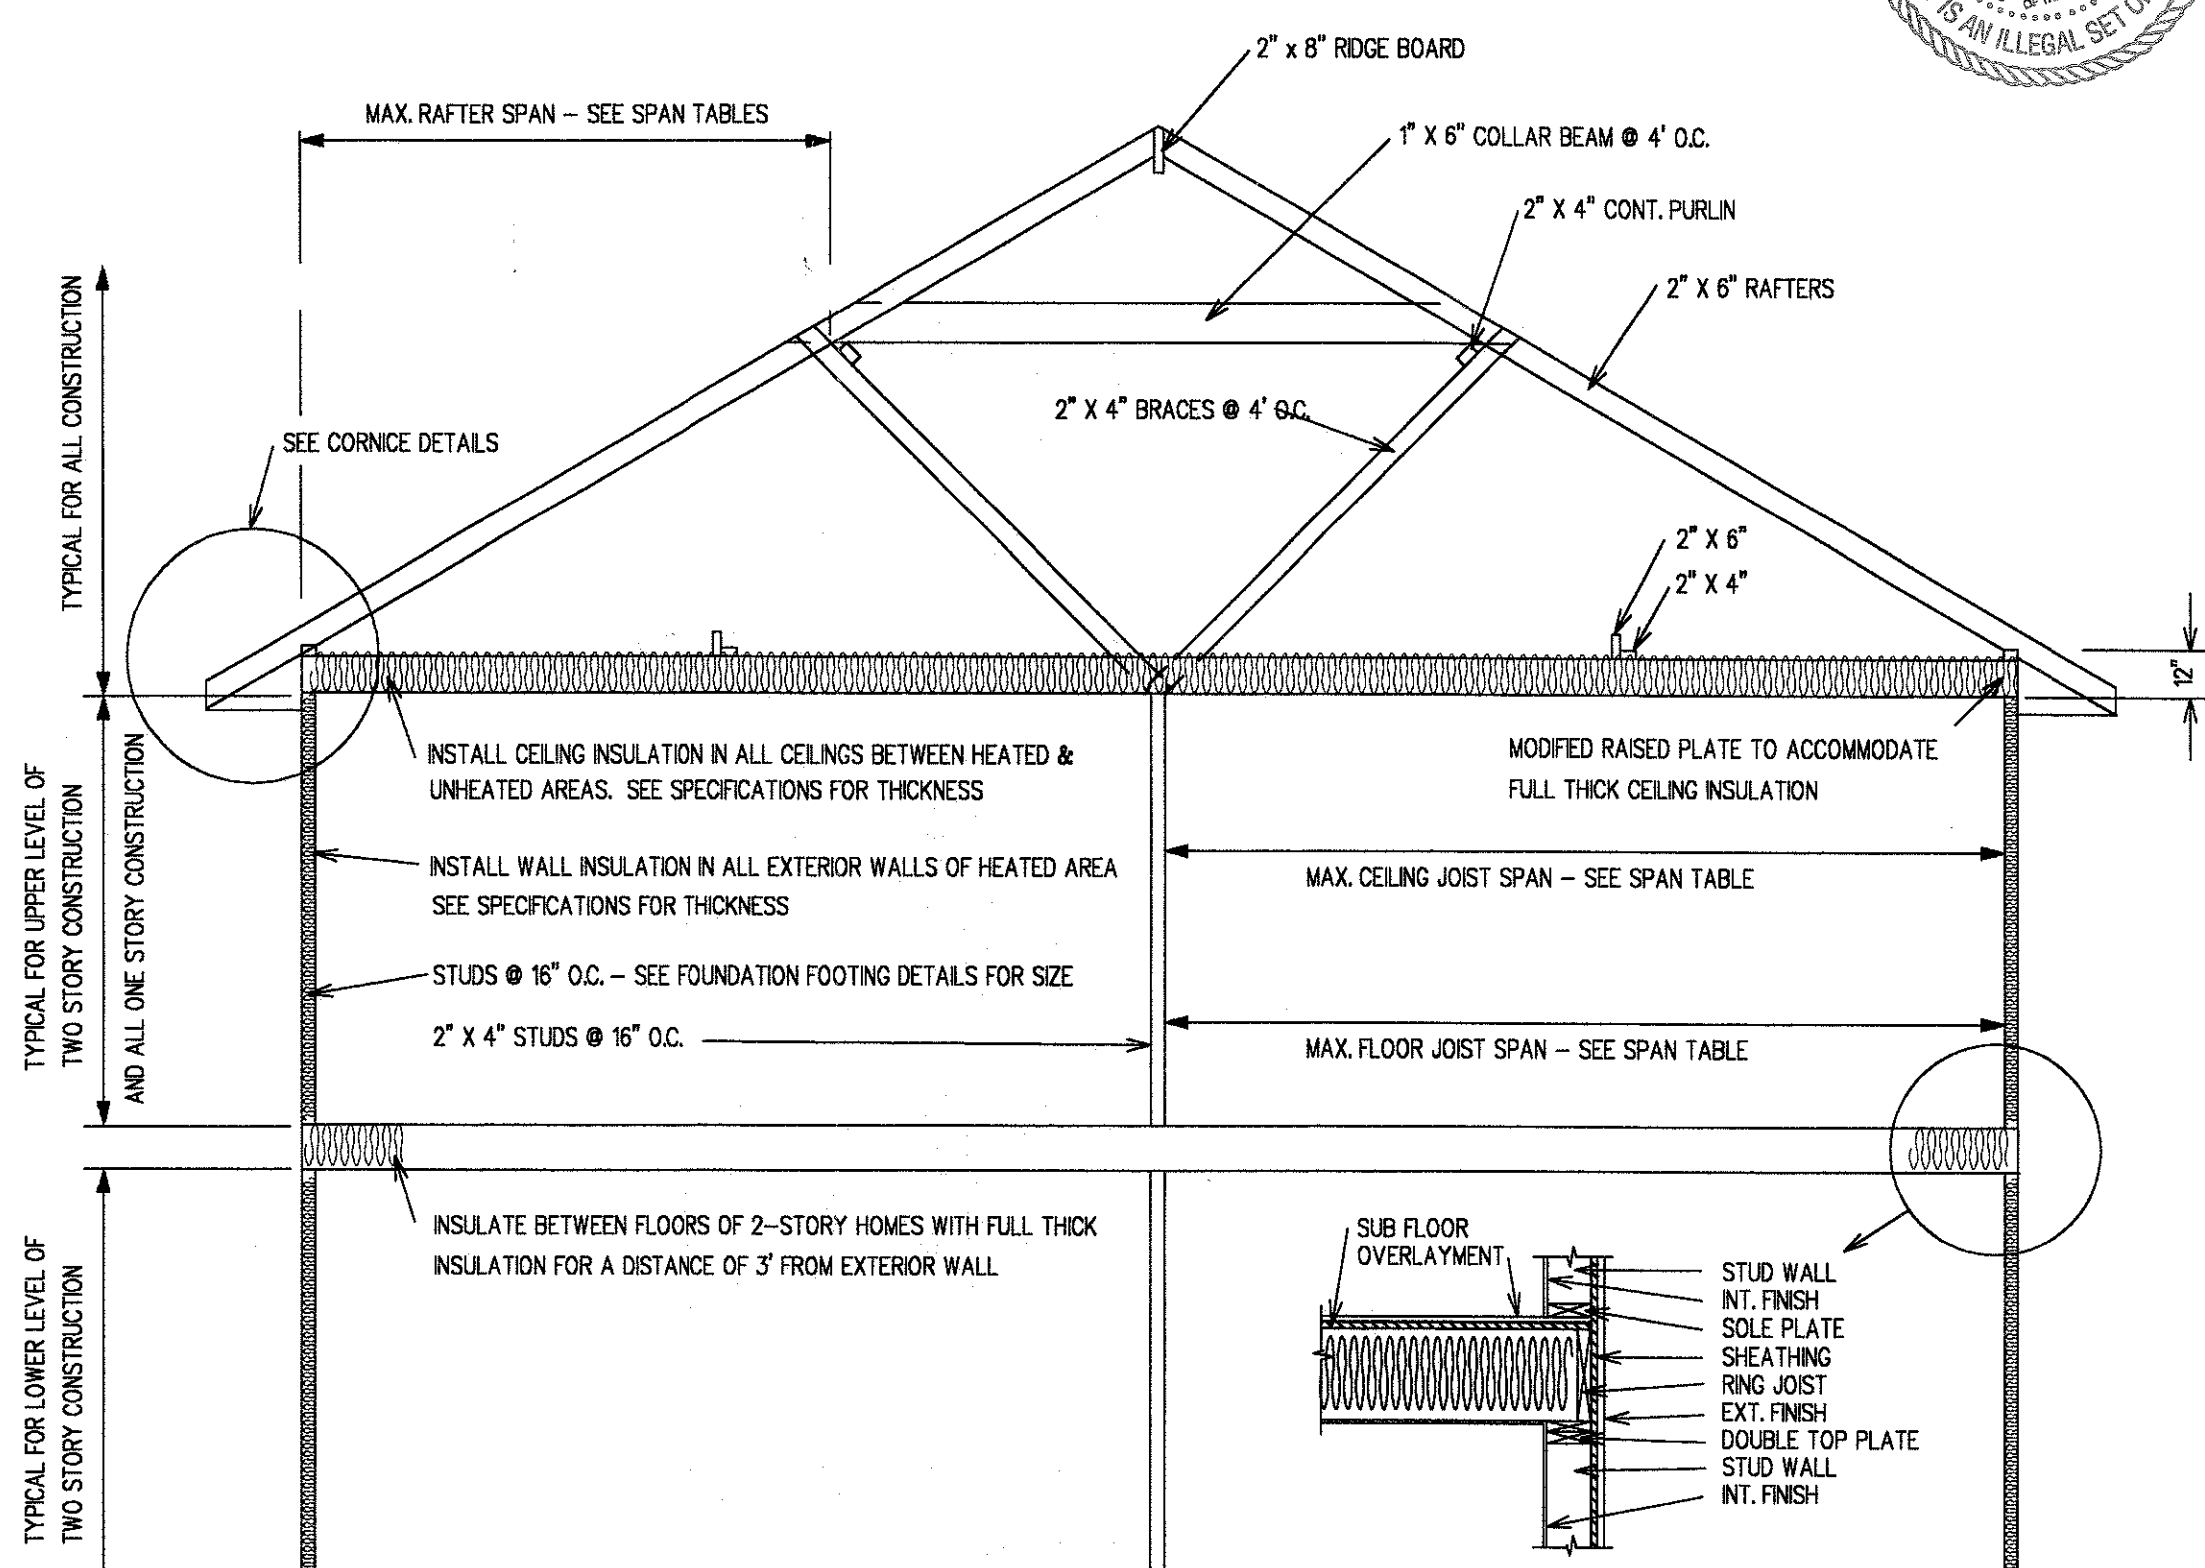 IS AN ILLEGAL SET OF
2" x 8" RIDGE BOARD
MAX. RAFTER SPAN – SEE SPAN TABLES
1" X 6" COLLAR BEAM @ 4' O.C.
2" X 4" CONT. PURLIN
2" X 6" RAFTERS
TYPICAL FOR ALL CONSTRUCTION
2" X 4" BRACES @ 4' O.C.
SEE CORNICE DETAILS
2" X 6"
2" X 4"
12"
INSTALL CEILING INSULATION IN ALL CEILINGS BETWEEN HEATED &
UNHEATED AREAS. SEE SPECIFICATIONS FOR THICKNESS
MODIFIED RAISED PLATE TO ACCOMMODATE
FULL THICK CEILING INSULATION
TYPICAL FOR UPPER LEVEL OF
TWO STORY CONSTRUCTION
AND ALL ONE STORY CONSTRUCTION
INSTALL WALL INSULATION IN ALL EXTERIOR WALLS OF HEATED AREA
SEE SPECIFICATIONS FOR THICKNESS
MAX. CEILING JOIST SPAN – SEE SPAN TABLE
STUDS @ 16" O.C. – SEE FOUNDATION FOOTING DETAILS FOR SIZE
2" X 4" STUDS @ 16" O.C.
MAX. FLOOR JOIST SPAN – SEE SPAN TABLE
INSULATE BETWEEN FLOORS OF 2–STORY HOMES WITH FULL THICK
INSULATION FOR A DISTANCE OF 3' FROM EXTERIOR WALL
TYPICAL FOR LOWER LEVEL OF
TWO STORY CONSTRUCTION
SUB FLOOR
OVERLAYMENT
STUD WALL
INT. FINISH
SOLE PLATE
SHEATHING
RING JOIST
EXT. FINISH
DOUBLE TOP PLATE
STUD WALL
INT. FINISH